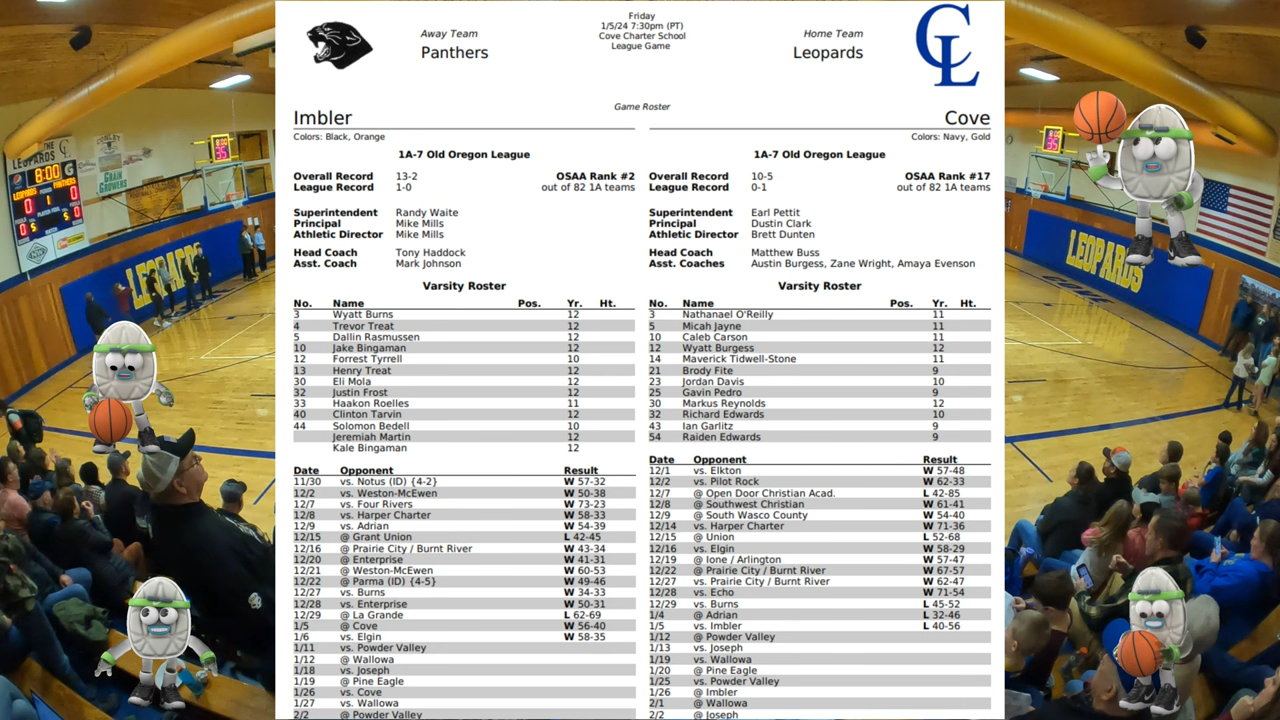 Friday
1/5/24 7:30pm (PT)
Cove Charter School
League Game
Away Team
Panthers
Home Team
Leopards
CL
Game Roster
Imbler
Colors: Black, Orange
1A-7 Old Oregon League
Overall Record 13-2 OSAA Rank #2
League Record 1-0 out of 82 1A teams
Superintendent Randy Waite
Principal Mike Mills
Athletic Director Mike Mills
Head Coach Tony Haddock
Asst. Coach Mark Johnson
Varsity Roster
No. Name Pos. Yr. Ht.
3 Wyatt Burns 12
4 Trevor Treat 12
5 Dallin Rasmussen 12
10 Jake Bingaman 12
12 Forrest Tyrrell 10
13 Henry Treat 12
30 Eli Mola 12
32 Justin Frost 12
33 Haakon Roelles 11
40 Clinton Tarvin 12
44 Solomon Bedell 10
Jeremiah Martin 12
Kale Bingaman 12
Date Opponent Result
11/30 vs. Notus (ID) {4-2} W 57-32
12/2 vs. Weston-McEwen W 50-38
12/7 vs. Four Rivers W 73-23
12/8 vs. Harper Charter W 58-33
12/9 vs. Adrian W 54-39
12/15 @ Grant Union L 42-45
12/16 @ Prairie City / Burnt River W 43-34
12/20 @ Enterprise W 41-31
12/21 @ Weston-McEwen W 60-53
12/22 @ Parma (ID) {4-5} W 49-46
12/27 vs. Burns W 34-33
12/28 vs. Enterprise W 50-31
12/29 @ La Grande L 62-69
1/5 @ Cove W 56-40
1/6 vs. Elgin W 58-35
1/11 vs. Powder Valley
1/12 @ Wallowa
1/18 vs. Joseph
1/19 @ Pine Eagle
1/26 vs. Cove
1/27 vs. Wallowa
2/2 @ Powder Valley
Cove
Colors: Navy, Gold
1A-7 Old Oregon League
Overall Record 10-5 OSAA Rank #17
League Record 0-1 out of 82 1A teams
Superintendent Earl Pettit
Principal Dustin Clark
Athletic Director Brett Dunten
Head Coach Matthew Buss
Asst. Coaches Austin Burgess, Zane Wright, Amaya Evenson
Varsity Roster
No. Name Pos. Yr. Ht.
3 Nathanael O'Reilly 11
5 Micah Jayne 11
10 Caleb Carson 11
12 Wyatt Burgess 12
14 Maverick Tidwell-Stone 11
21 Brody Fite 9
23 Jordan Davis 10
25 Gavin Pedro 9
30 Markus Reynolds 12
32 Richard Edwards 10
43 Ian Garlitz 9
54 Raiden Edwards 9
Date Opponent Result
12/1 vs. Elkton W 57-48
12/2 vs. Pilot Rock W 62-33
12/7 @ Open Door Christian Acad. L 42-85
12/8 @ Southwest Christian W 61-41
12/9 @ South Wasco County W 54-40
12/14 vs. Harper Charter W 71-36
12/15 @ Union L 52-68
12/16 vs. Elgin W 58-29
12/19 @ Ione / Arlington W 57-47
12/22 @ Prairie City / Burnt River W 67-57
12/27 vs. Prairie City / Burnt River W 62-47
12/28 vs. Echo W 71-54
12/29 vs. Burns L 45-52
1/4 @ Adrian L 32-46
1/5 vs. Imbler L 40-56
1/12 @ Powder Valley
1/13 vs. Joseph
1/19 vs. Wallowa
1/20 @ Pine Eagle
1/25 vs. Powder Valley
1/26 @ Imbler
2/1 @ Wallowa
2/2 @ Joseph
THE
LEOPARDS
CL
8:00
LEOPARDS PANTHERS
0 1 0
GRAIN
GROWERS
8:00
35
LEOPARDS
8:00
35
LEOPARDS